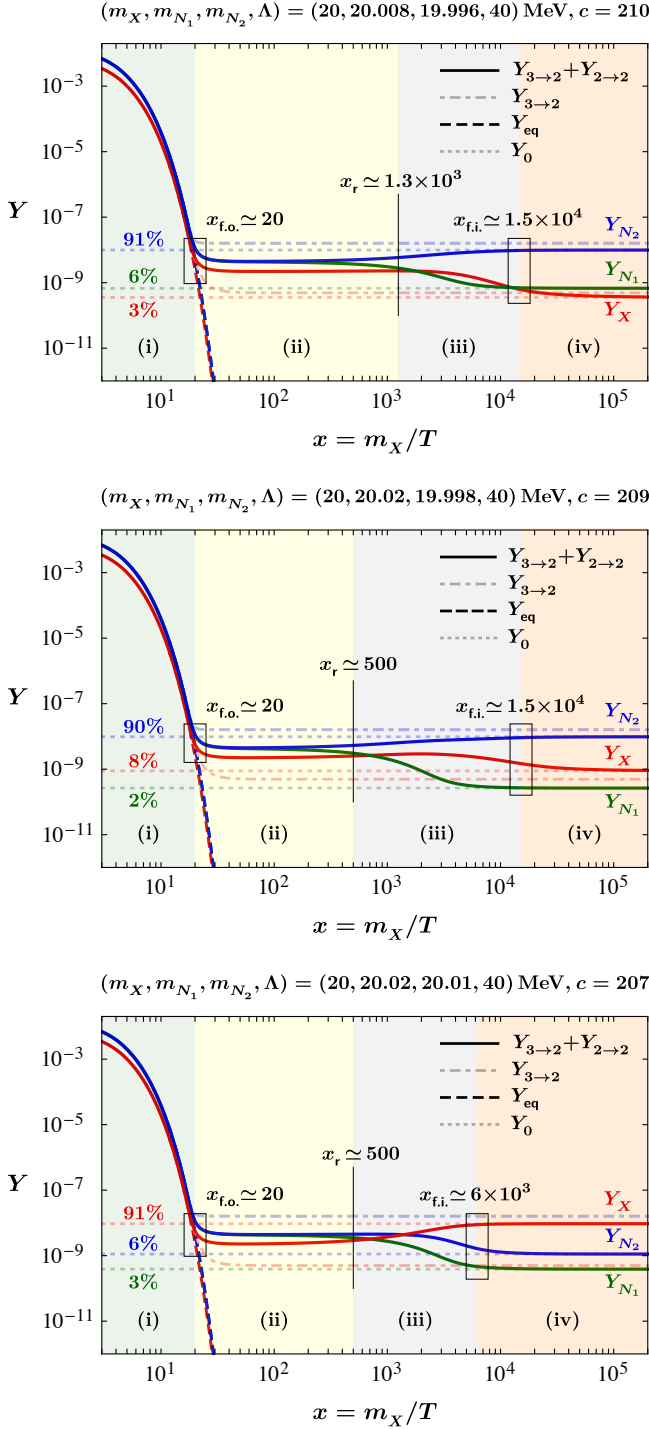 (m_X, m_{N_1}, m_{N_2}, Λ) = (20, 20.008, 19.996, 40) MeV, c = 210
Y_{3→2}+Y_{2→2}
Y_{3→2}
Y_eq
Y_0
10^{−3}
10^{−5}
10^{−7}
10^{−9}
10^{−11}
Y
x_r ≃ 1.3×10^3
x_{f.o.} ≃ 20
x_{f.i.} ≃ 1.5×10^4
91%
6%
3%
Y_{N_2}
Y_{N_1}
Y_X
(i)
(ii)
(iii)
(iv)
10^1
10^2
10^3
10^4
10^5
x = m_X/T
(m_X, m_{N_1}, m_{N_2}, Λ) = (20, 20.02, 19.998, 40) MeV, c = 209
Y_{3→2}+Y_{2→2}
Y_{3→2}
Y_eq
Y_0
10^{−3}
10^{−5}
10^{−7}
10^{−9}
10^{−11}
Y
x_r ≃ 500
x_{f.o.} ≃ 20
x_{f.i.} ≃ 1.5×10^4
90%
8%
2%
Y_{N_2}
Y_X
Y_{N_1}
(i)
(ii)
(iii)
(iv)
10^1
10^2
10^3
10^4
10^5
x = m_X/T
(m_X, m_{N_1}, m_{N_2}, Λ) = (20, 20.02, 20.01, 40) MeV, c = 207
Y_{3→2}+Y_{2→2}
Y_{3→2}
Y_eq
Y_0
10^{−3}
10^{−5}
10^{−7}
10^{−9}
10^{−11}
Y
x_r ≃ 500
x_{f.o.} ≃ 20
x_{f.i.} ≃ 6×10^3
91%
6%
3%
Y_X
Y_{N_2}
Y_{N_1}
(i)
(ii)
(iii)
(iv)
10^1
10^2
10^3
10^4
10^5
x = m_X/T